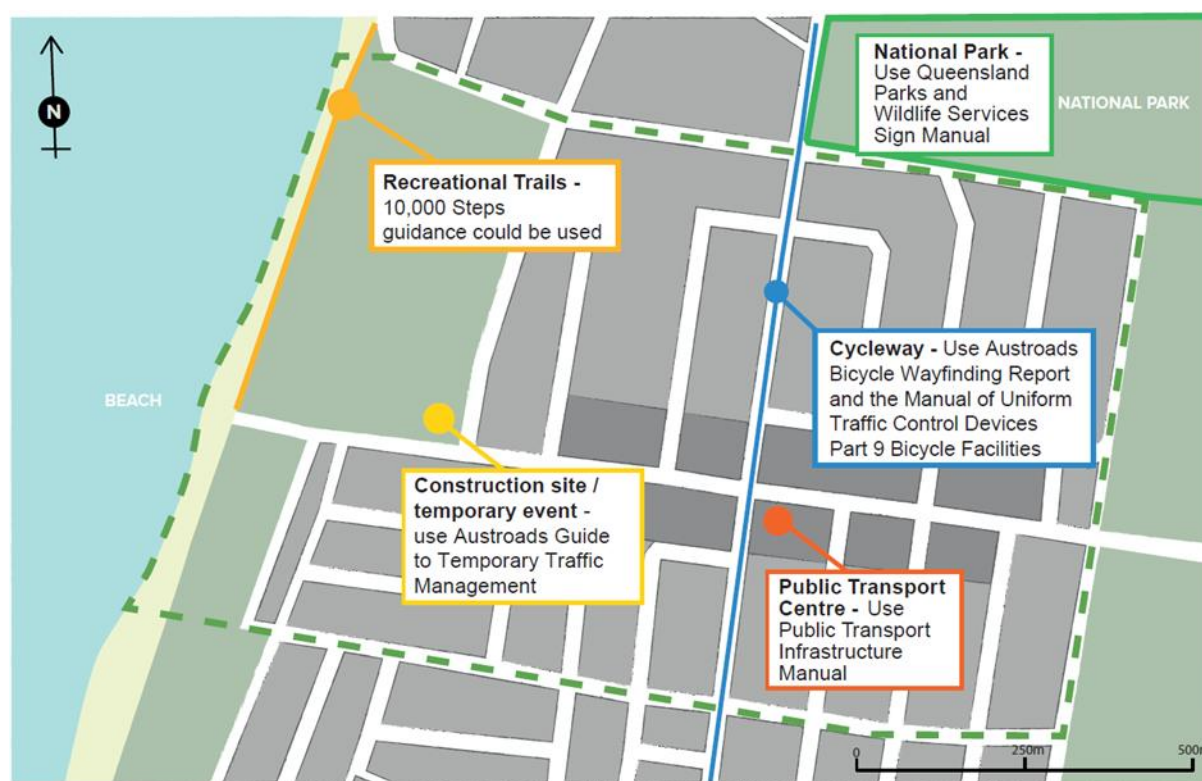 N
National Park -
Use Queensland
Parks and
Wildlife Services
Sign Manual
NATIONAL PARK
Recreational Trails -
10,000 Steps
guidance could be used
Cycleway - Use Austroads
Bicycle Wayfinding Report
and the Manual of Uniform
Traffic Control Devices
Part 9 Bicycle Facilities
BEACH
Construction site /
temporary event -
use Austroads Guide
to Temporary Traffic
Management
Public Transport
Centre - Use
Public Transport
Infrastructure
Manual
0 250m 500m